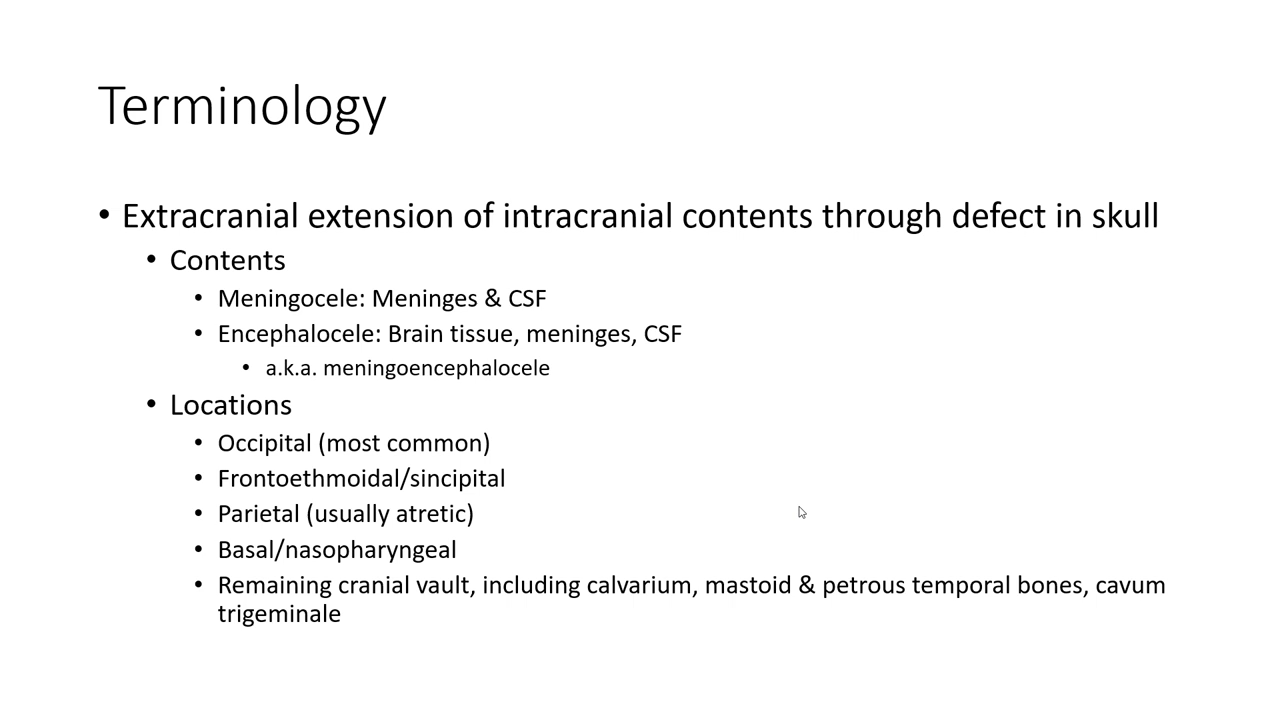 Terminology
• Extracranial extension of intracranial contents through defect in skull
• Contents
• Meningocele: Meninges & CSF
• Encephalocele: Brain tissue, meninges, CSF
• a.k.a. meningoencephalocele
• Locations
• Occipital (most common)
• Frontoethmoidal/sincipital
• Parietal (usually atretic)
• Basal/nasopharyngeal
• Remaining cranial vault, including calvarium, mastoid & petrous temporal bones, cavum
trigeminale